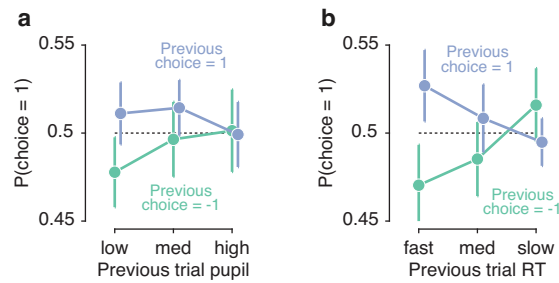 a
0.55
0.5
0.45
P(choice = 1)
Previous
choice = 1
Previous
choice = -1
low med high
Previous trial pupil
b
0.55
0.5
0.45
P(choice = 1)
Previous
choice = 1
Previous
choice = -1
fast med slow
Previous trial RT